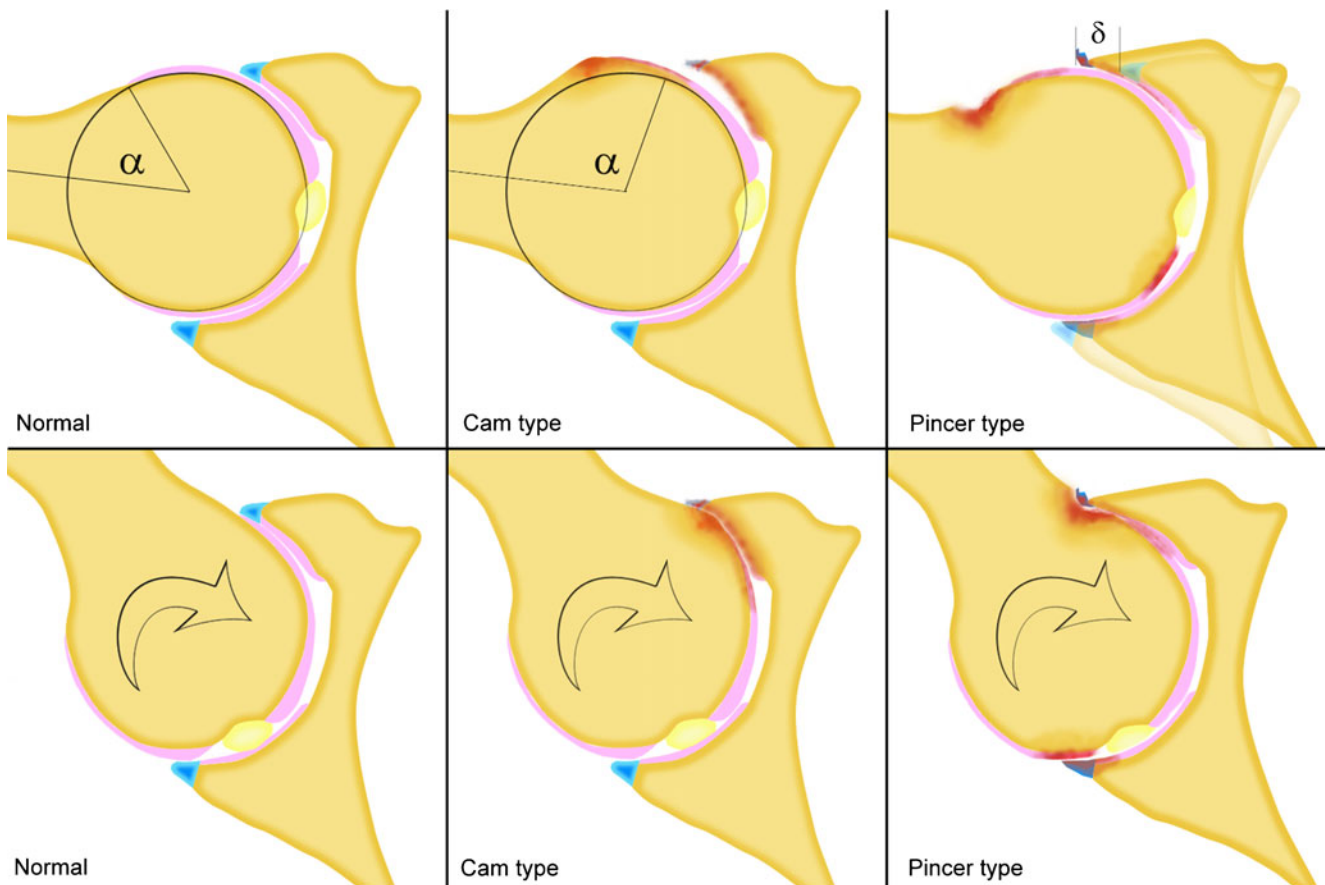 δ
α
α
Normal
Cam type
Pincer type
Normal
Cam type
Pincer type